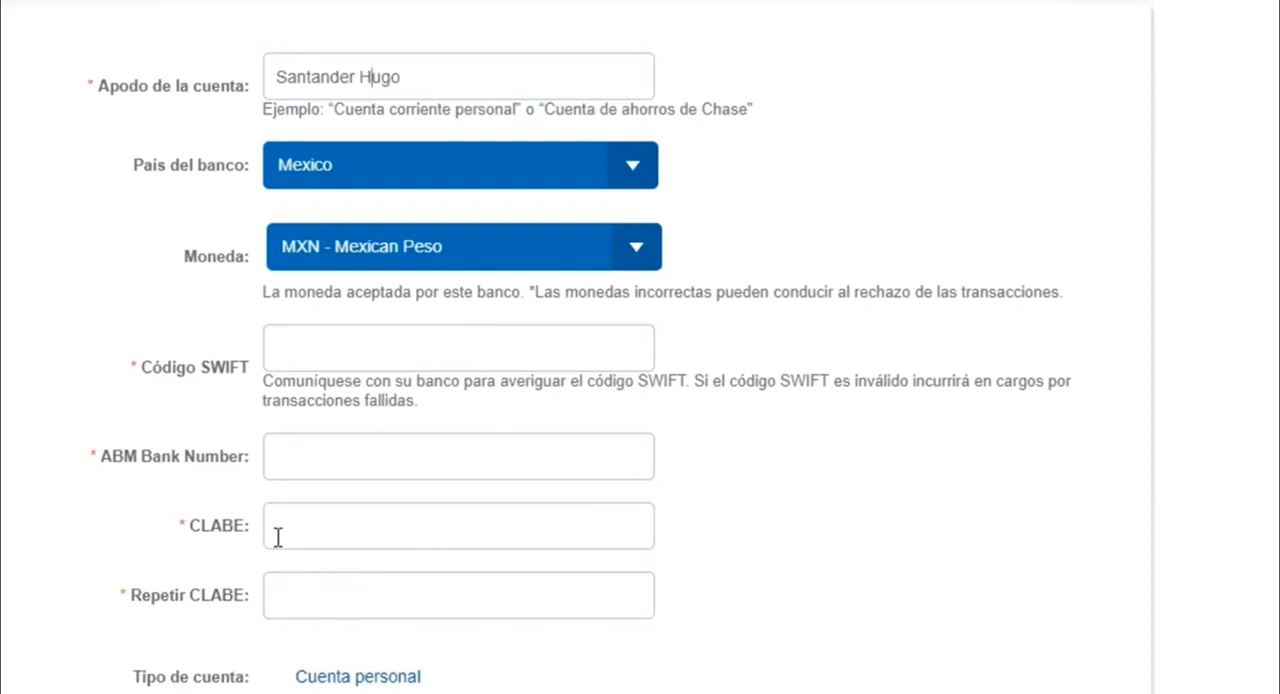 * Apodo de la cuenta: Santander Hugo
Ejemplo: “Cuenta corriente personal” o “Cuenta de ahorros de Chase”
País del banco: Mexico
Moneda: MXN - Mexican Peso
La moneda aceptada por este banco. *Las monedas incorrectas pueden conducir al rechazo de las transacciones.
* Código SWIFT
Comuníquese con su banco para averiguar el código SWIFT. Si el código SWIFT es inválido incurrirá en cargos por
transacciones fallidas.
* ABM Bank Number:
* CLABE:
* Repetir CLABE:
Tipo de cuenta: Cuenta personal